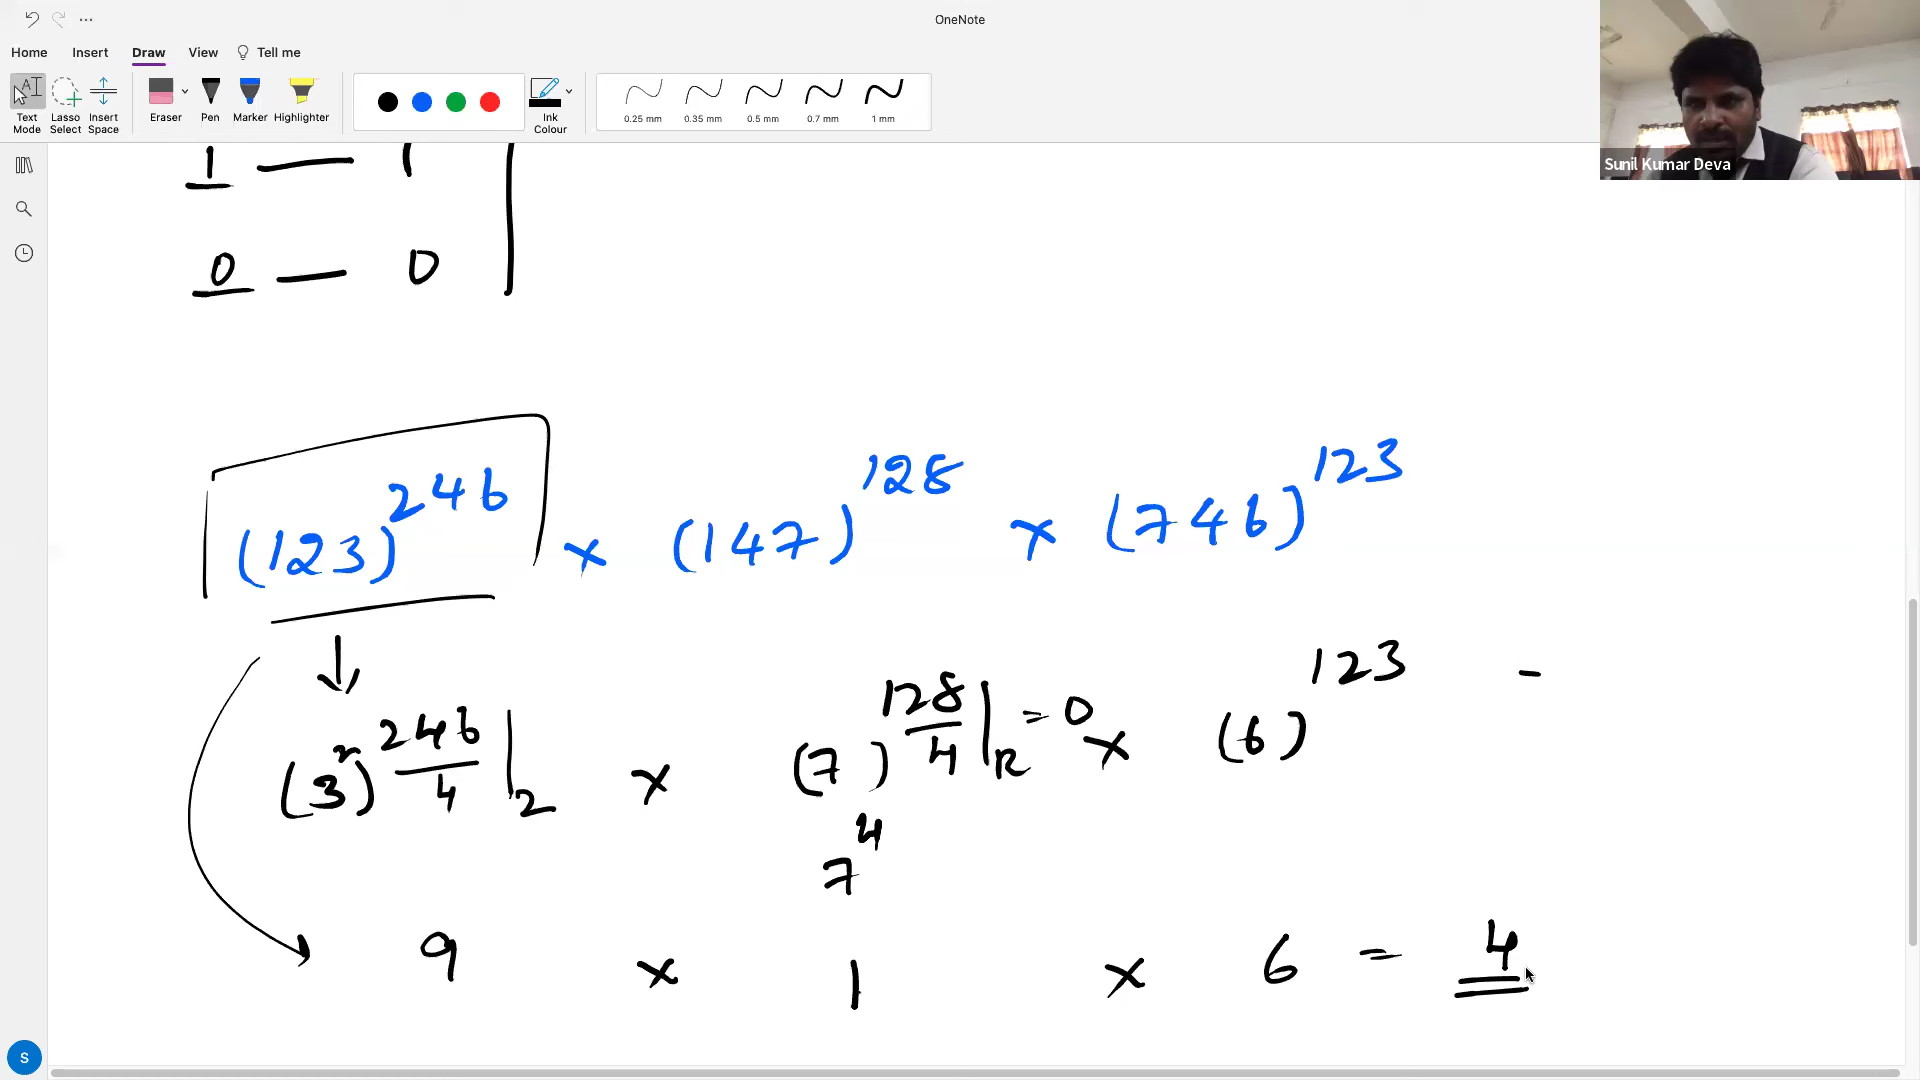 OneNote
Home Insert Draw View Tell me
Text Mode Lasso Select Insert Space Eraser Pen Marker Highlighter Ink Colour 0.25 mm 0.35 mm 0.5 mm 0.7 mm 1 mm
Sunil Kumar Deva
1 — 1
0 — 0
(123)^246 × (147)^128 × (746)^123
(3^2)^246/4 |2 × (7)^128/4 |R = 0 × (6)^123 -
7^4
9 × 1 × 6 = 4
S